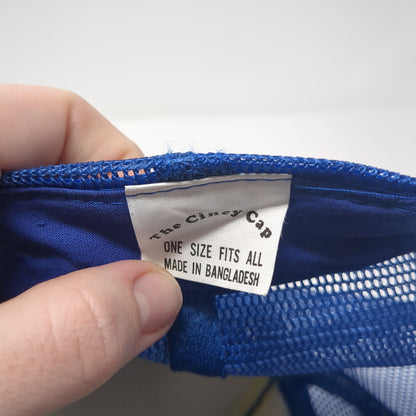 The Cincy Cap
ONE SIZE FITS ALL
MADE IN BANGLADESH